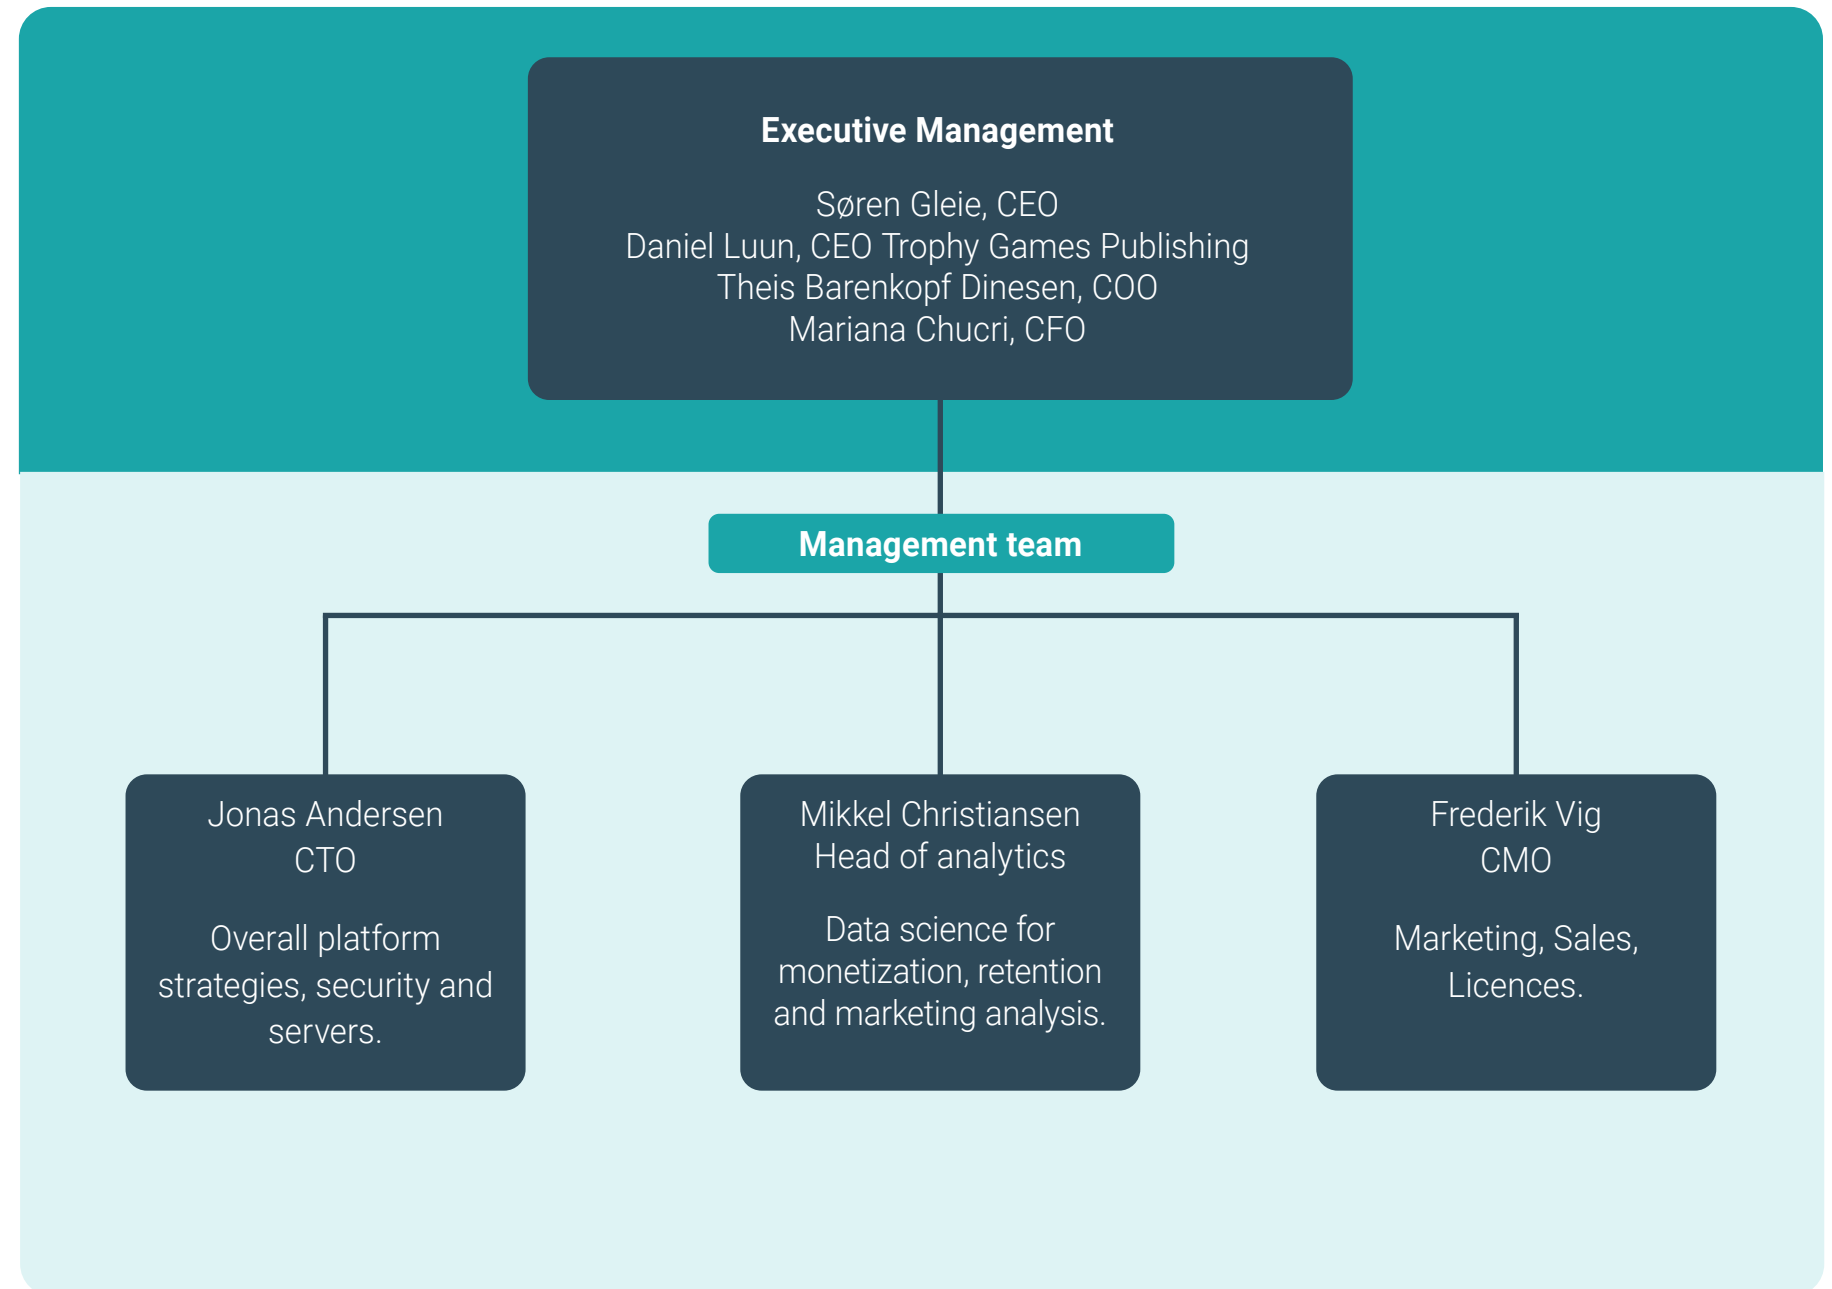 Executive Management
Søren Gleie, CEO
Daniel Luun, CEO Trophy Games Publishing
Theis Barenkopf Dinesen, COO
Mariana Chucri, CFO
Management team
Jonas Andersen
CTO
Overall platform
strategies, security and
servers.
Mikkel Christiansen
Head of analytics
Data science for
monetization, retention
and marketing analysis.
Frederik Vig
CMO
Marketing, Sales,
Licences.